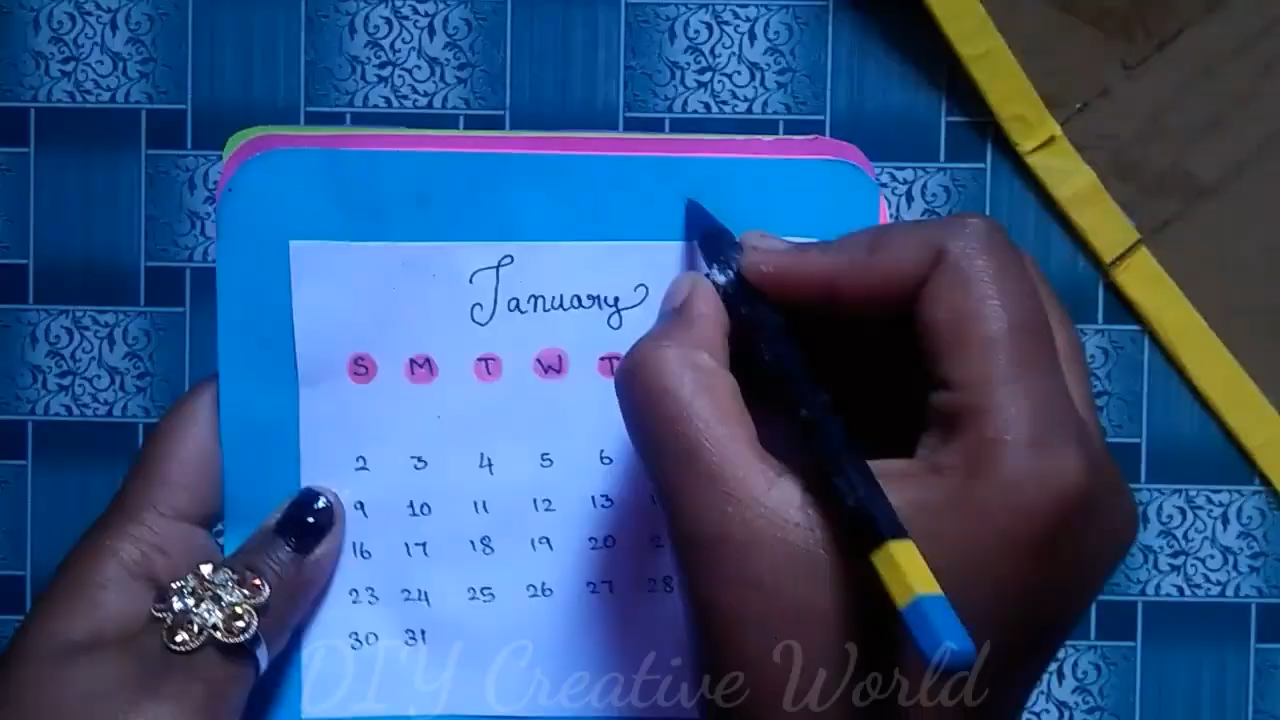 January
S M T W T
2 3 4 5 6
9 10 11 12 13
16 17 18 19 20
23 24 25 26 27 28
30 31
DIY Creative World